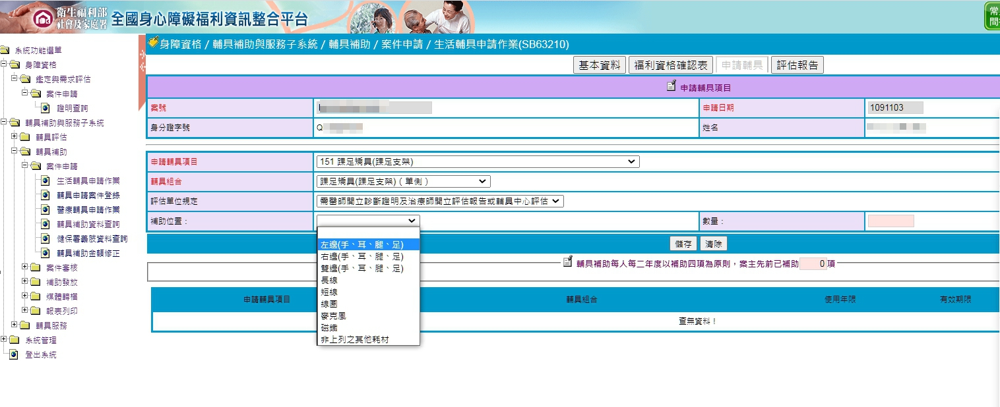 衛生福利部
社會及家庭署
全國身心障礙福利資訊整合平台
常
問
系統功能選單
身障資格
鑑定與需求評估
案件申請
證明查詢
輔具補助與服務子系統
輔具評估
輔具補助
案件申請
生活輔具申請作業
輔具申請案件登錄
醫療輔具申請作業
輔具補助資料查詢
健保署義肢資料查詢
輔具補助金額修正
案件審核
補助發放
媒體轉檔
報表列印
輔具服務
系統管理
登出系統
身障資格 / 輔具補助與服務子系統 / 輔具補助 / 案件申請 / 生活輔具申請作業(SB63210)
基本資料 福利資格確認表 申請輔具 評估報告
申請輔具項目
案號 申請日期 1091103
身分證字號 Q 姓名
申請輔具項目 151 踝足矯具(踝足支架)
輔具組合 踝足矯具(踝足支架)（單側）
評估單位規定 需醫師開立診斷證明及治療師開立評估報告或輔具中心評估
補助位置： 數量：
左邊(手、耳、腿、足)
右邊(手、耳、腿、足)
雙邊(手、耳、腿、足)
長線
短線
線圈
麥克風
磁鐵
非上列之其他耗材
儲存 清除
輔具補助每人每二年度以補助四項為原則，案主先前已補助 0 項
申請輔具項目 輔具組合 使用年限 有效期限
查無資料！